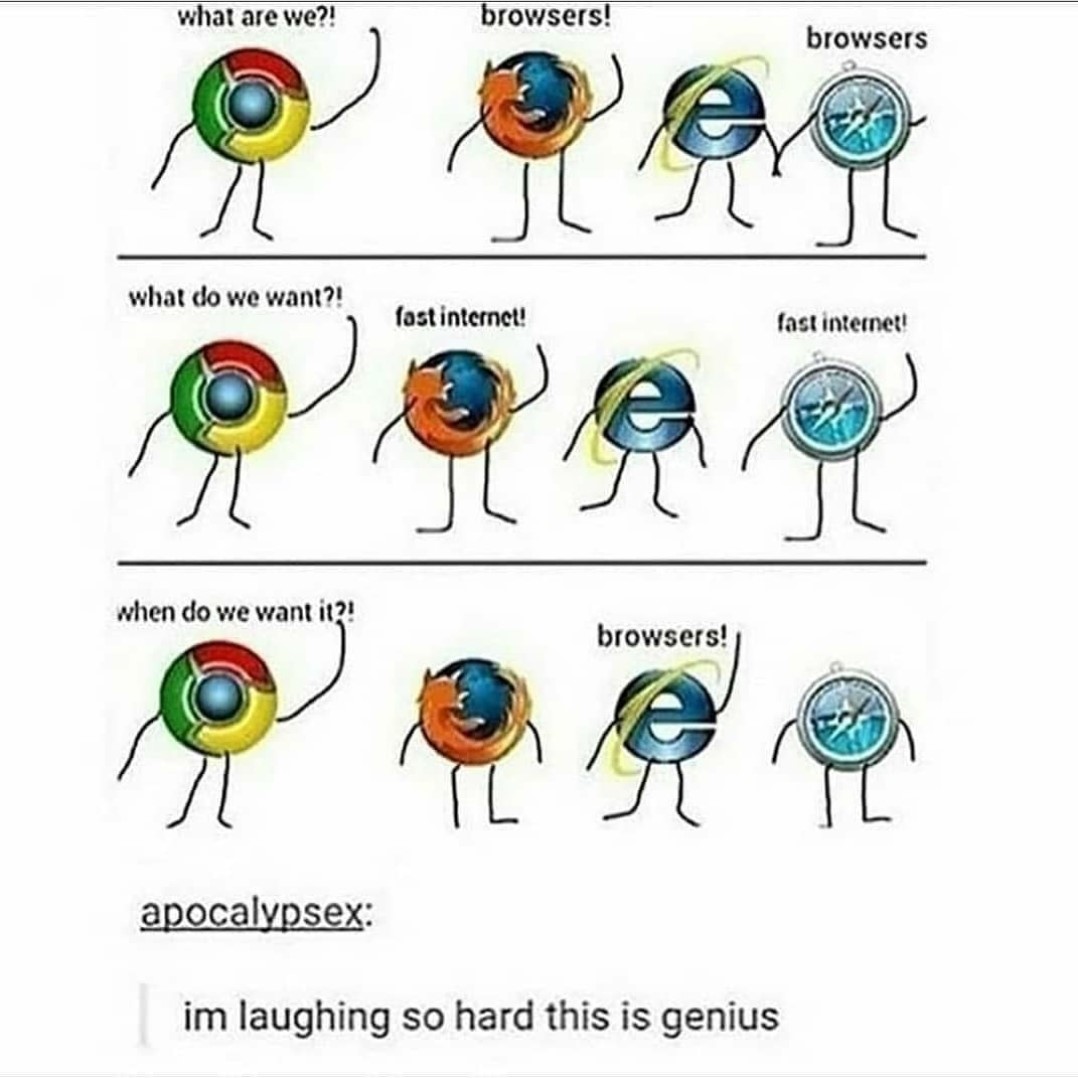 what are we?!
browsers!
browsers
what do we want?!
fast internet!
fast internet!
when do we want it?!
browsers!
apocalypsex:
im laughing so hard this is genius